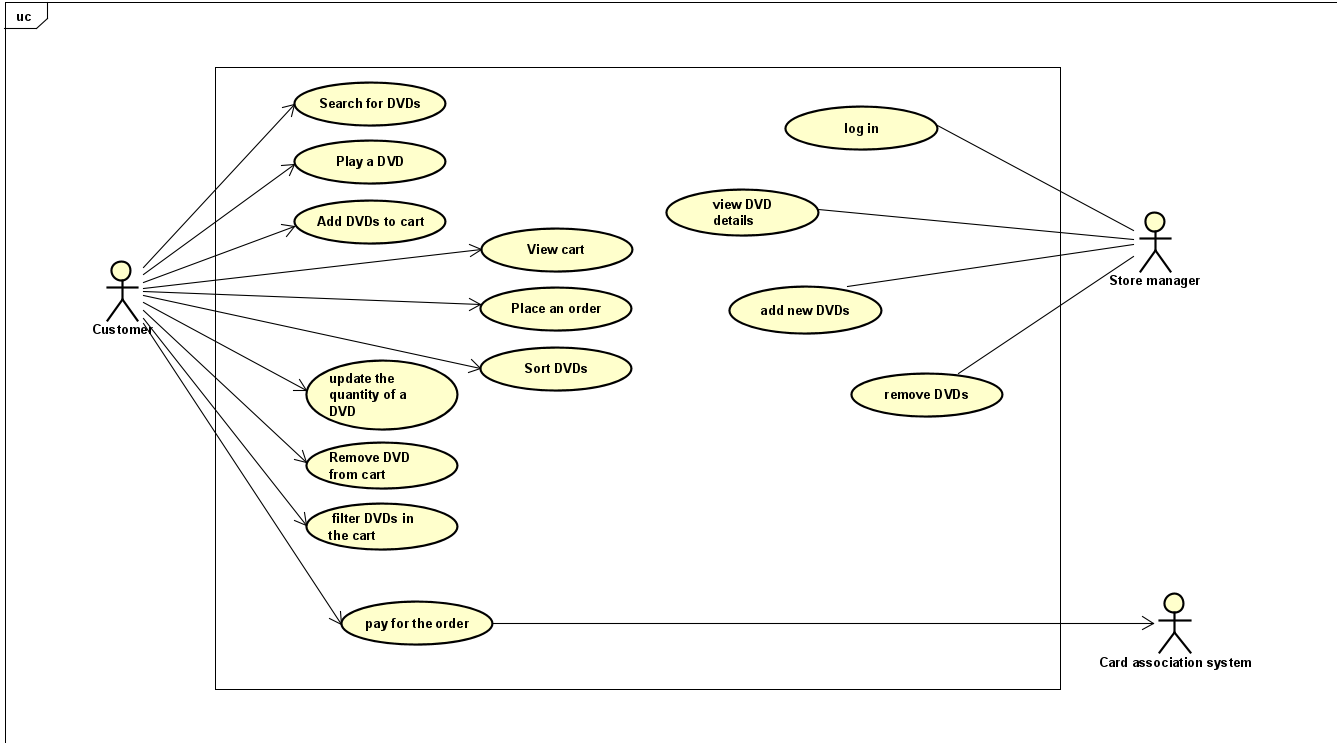 uc
Search for DVDs
Play a DVD
Add DVDs to cart
View cart
Place an order
Sort DVDs
update the
quantity of a
DVD
Remove DVD
from cart
filter DVDs in
the cart
pay for the order
Customer
log in
view DVD
details
add new DVDs
remove DVDs
Store manager
Card association system